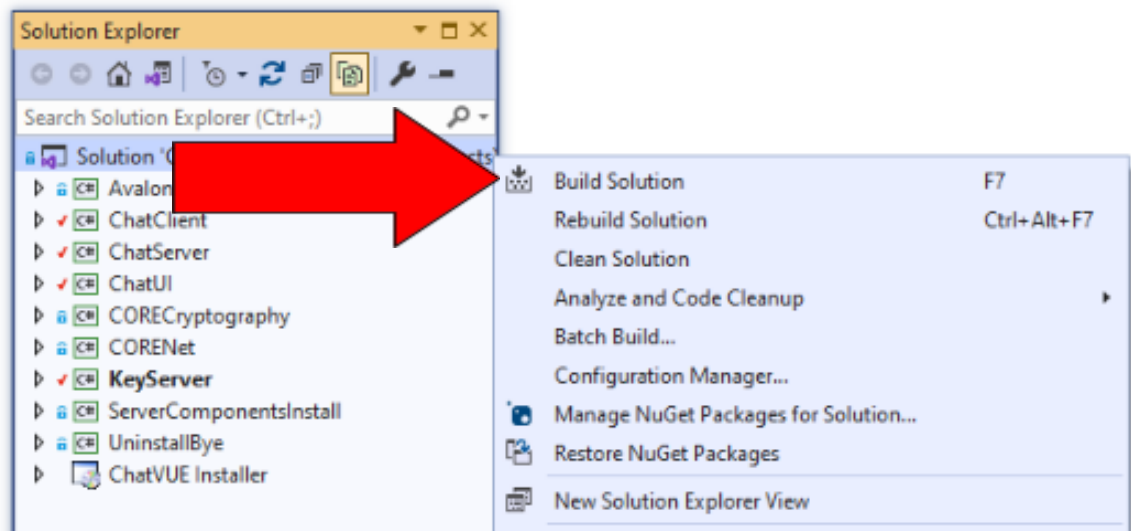 Solution Explorer
Search Solution Explorer (Ctrl+;)
Solution
Avalon
ChatClient
ChatServer
ChatUI
CORECryptography
CORENet
KeyServer
ServerComponentsInstall
UninstallBye
ChatVUE Installer
Build Solution F7
Rebuild Solution Ctrl+Alt+F7
Clean Solution
Analyze and Code Cleanup
Batch Build...
Configuration Manager...
Manage NuGet Packages for Solution...
Restore NuGet Packages
New Solution Explorer View